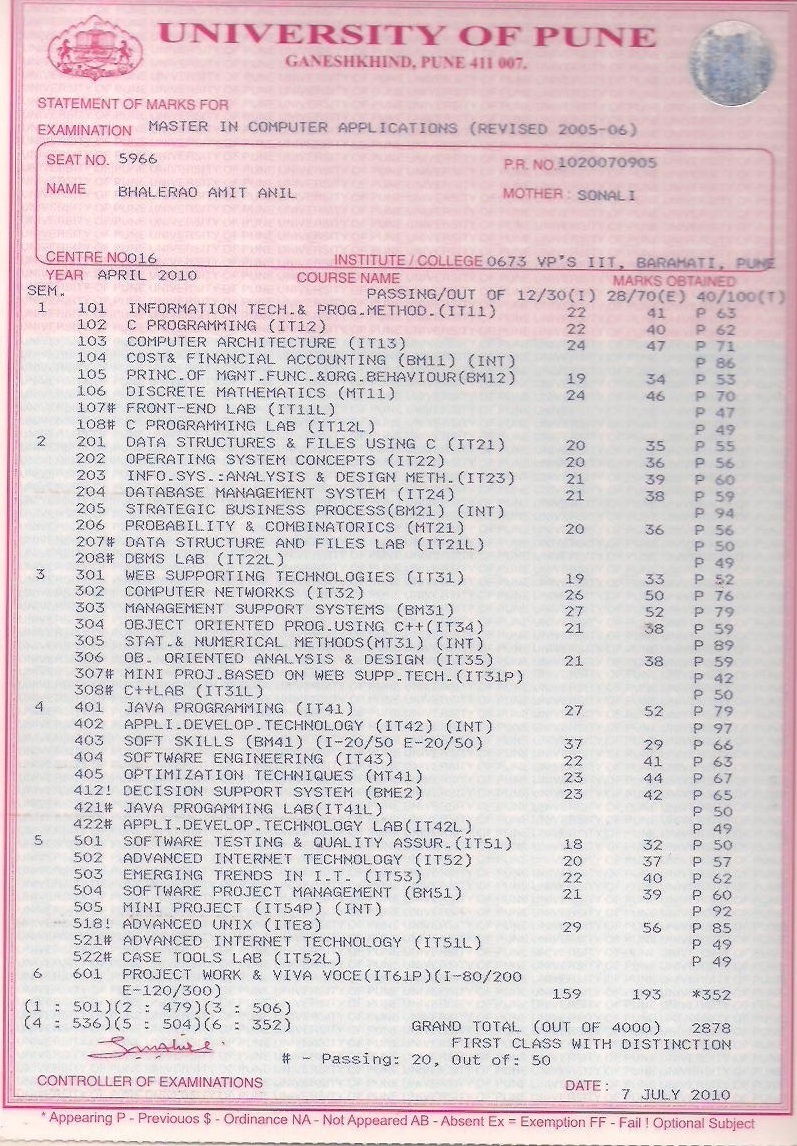 UNIVERSITY OF PUNE
GANESHKHIND, PUNE 411 007.
STATEMENT OF MARKS FOR
EXAMINATION MASTER IN COMPUTER APPLICATIONS (REVISED 2005-06)
SEAT NO. 5966 P.R. NO. 1020070905
NAME BHALERAO AMIT ANIL MOTHER : SONALI
CENTRE NO 016 INSTITUTE / COLLEGE 0673 VP'S IIT, BARAMATI, PUNE
YEAR APRIL 2010 COURSE NAME MARKS OBTAINED
SEM. PASSING/OUT OF 12/30(I) 28/70(E) 40/100(T)
1 101 INFORMATION TECH.& PROG.METHOD.(IT11) 22 41 P 63
102 C PROGRAMMING (IT12) 22 40 P 62
103 COMPUTER ARCHITECTURE (IT13) 24 47 P 71
104 COST& FINANCIAL ACCOUNTING (BM11) (INT) P 86
105 PRINC.OF MGNT.FUNC.&ORG.BEHAVIOUR(BM12) 19 34 P 53
106 DISCRETE MATHEMATICS (MT11) 24 46 P 70
107# FRONT-END LAB (IT11L) P 47
108# C PROGRAMMING LAB (IT12L) P 49
2 201 DATA STRUCTURES & FILES USING C (IT21) 20 35 P 55
202 OPERATING SYSTEM CONCEPTS (IT22) 20 36 P 56
203 INFO.SYS.:ANALYSIS & DESIGN METH.(IT23) 21 39 P 60
204 DATABASE MANAGEMENT SYSTEM (IT24) 21 38 P 59
205 STRATEGIC BUSINESS PROCESS(BM21) (INT) P 94
206 PROBABILITY & COMBINATORICS (MT21) 20 36 P 56
207# DATA STRUCTURE AND FILES LAB (IT21L) P 50
208# DBMS LAB (IT22L) P 49
3 301 WEB SUPPORTING TECHNOLOGIES (IT31) 19 33 P 52
302 COMPUTER NETWORKS (IT32) 26 50 P 76
303 MANAGEMENT SUPPORT SYSTEMS (BM31) 27 52 P 79
304 OBJECT ORIENTED PROG.USING C++(IT34) 21 38 P 59
305 STAT.& NUMERICAL METHODS(MT31) (INT) P 89
306 OB. ORIENTED ANALYSIS & DESIGN (IT35) 21 38 P 59
307# MINI PROJ.BASED ON WEB SUPP.TECH.(IT31P) P 42
308# C++LAB (IT31L) P 50
4 401 JAVA PROGRAMMING (IT41) 27 52 P 79
402 APPLI.DEVELOP.TECHNOLOGY (IT42) (INT) P 97
403 SOFT SKILLS (BM41) (I-20/50 E-20/50) 37 29 P 66
404 SOFTWARE ENGINEERING (IT43) 22 41 P 63
405 OPTIMIZATION TECHNIQUES (MT41) 23 44 P 67
412! DECISION SUPPORT SYSTEM (BME2) 23 42 P 65
421# JAVA PROGAMMING LAB(IT41L) P 50
422# APPLI.DEVELOP.TECHNOLOGY LAB(IT42L) P 49
5 501 SOFTWARE TESTING & QUALITY ASSUR.(IT51) 18 32 P 50
502 ADVANCED INTERNET TECHNOLOGY (IT52) 20 37 P 57
503 EMERGING TRENDS IN I.T. (IT53) 22 40 P 62
504 SOFTWARE PROJECT MANAGEMENT (BM51) 21 39 P 60
505 MINI PROJECT (IT54P) (INT) P 92
518! ADVANCED UNIX (ITE8) 29 56 P 85
521# ADVANCED INTERNET TECHNOLOGY (IT51L) P 49
522# CASE TOOLS LAB (IT52L) P 49
6 601 PROJECT WORK & VIVA VOCE(IT61P)(I-80/200
E-120/300) 159 193 *352
(1 : 501)(2 : 479)(3 : 506)
(4 : 536)(5 : 504)(6 : 352) GRAND TOTAL (OUT OF 4000) 2878
FIRST CLASS WITH DISTINCTION
# - Passing: 20, Out of: 50
CONTROLLER OF EXAMINATIONS DATE : 7 JULY 2010
* Appearing P - Previouos $ - Ordinance NA - Not Appeared AB - Absent Ex = Exemption FF - Fail ! Optional Subject